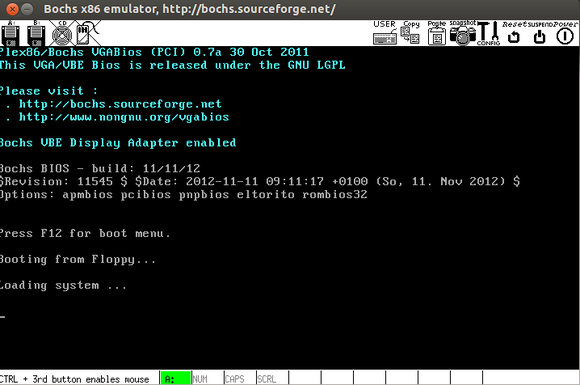 Bochs x86 emulator, http://bochs.sourceforge.net/
A: B: CD USER Copy Paste snapshot CONFIG Reset SUSPEND Power
Plex86/Bochs VGABios (PCI) 0.7a 30 Oct 2011
This VGA/VBE Bios is released under the GNU LGPL
Please visit :
. http://bochs.sourceforge.net
. http://www.nongnu.org/vgabios
Bochs VBE Display Adapter enabled
Bochs BIOS - build: 11/11/12
$Revision: 11545 $ $Date: 2012-11-11 09:11:17 +0100 (So, 11. Nov 2012) $
Options: apmbios pcibios pnpbios eltorito rombios32
Press F12 for boot menu.
Booting from Floppy...
Loading system ...
_
CTRL + 3rd button enables mouse A: NUM CAPS SCRL